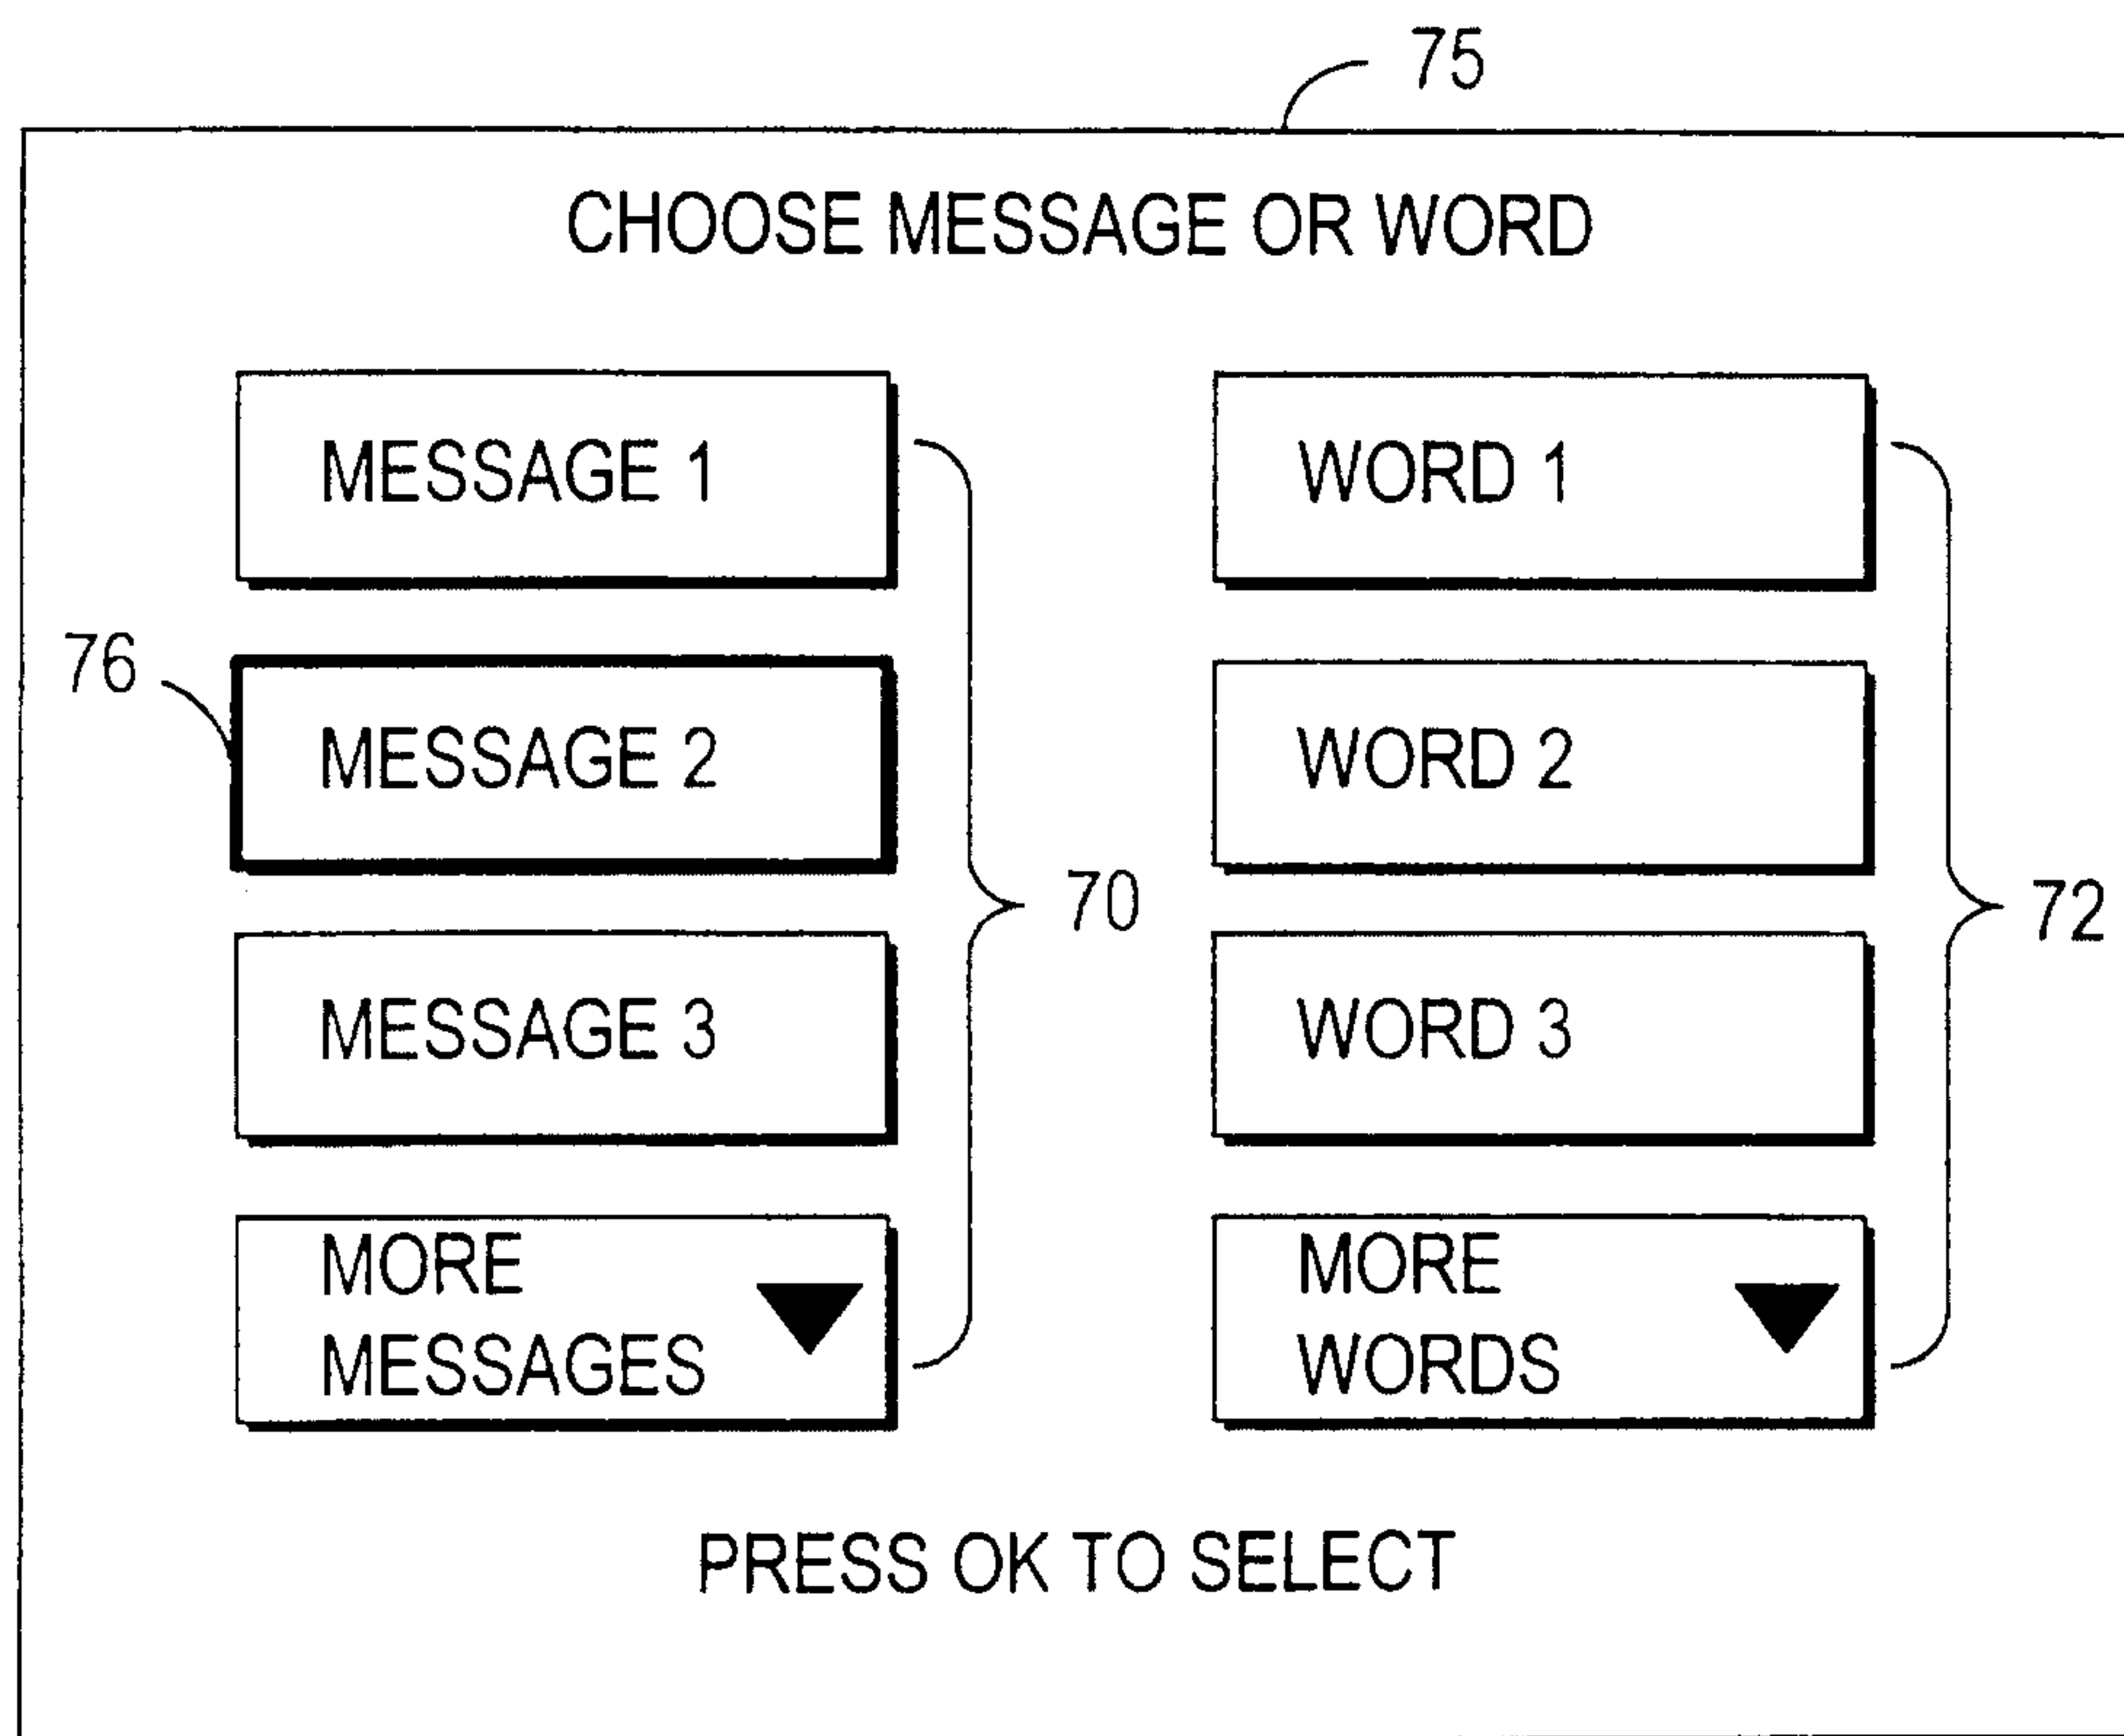 75
CHOOSE MESSAGE OR WORD
MESSAGE 1
WORD 1
76
MESSAGE 2
WORD 2
70
72
MESSAGE 3
WORD 3
MORE
MESSAGES
MORE
WORDS
PRESS OK TO SELECT